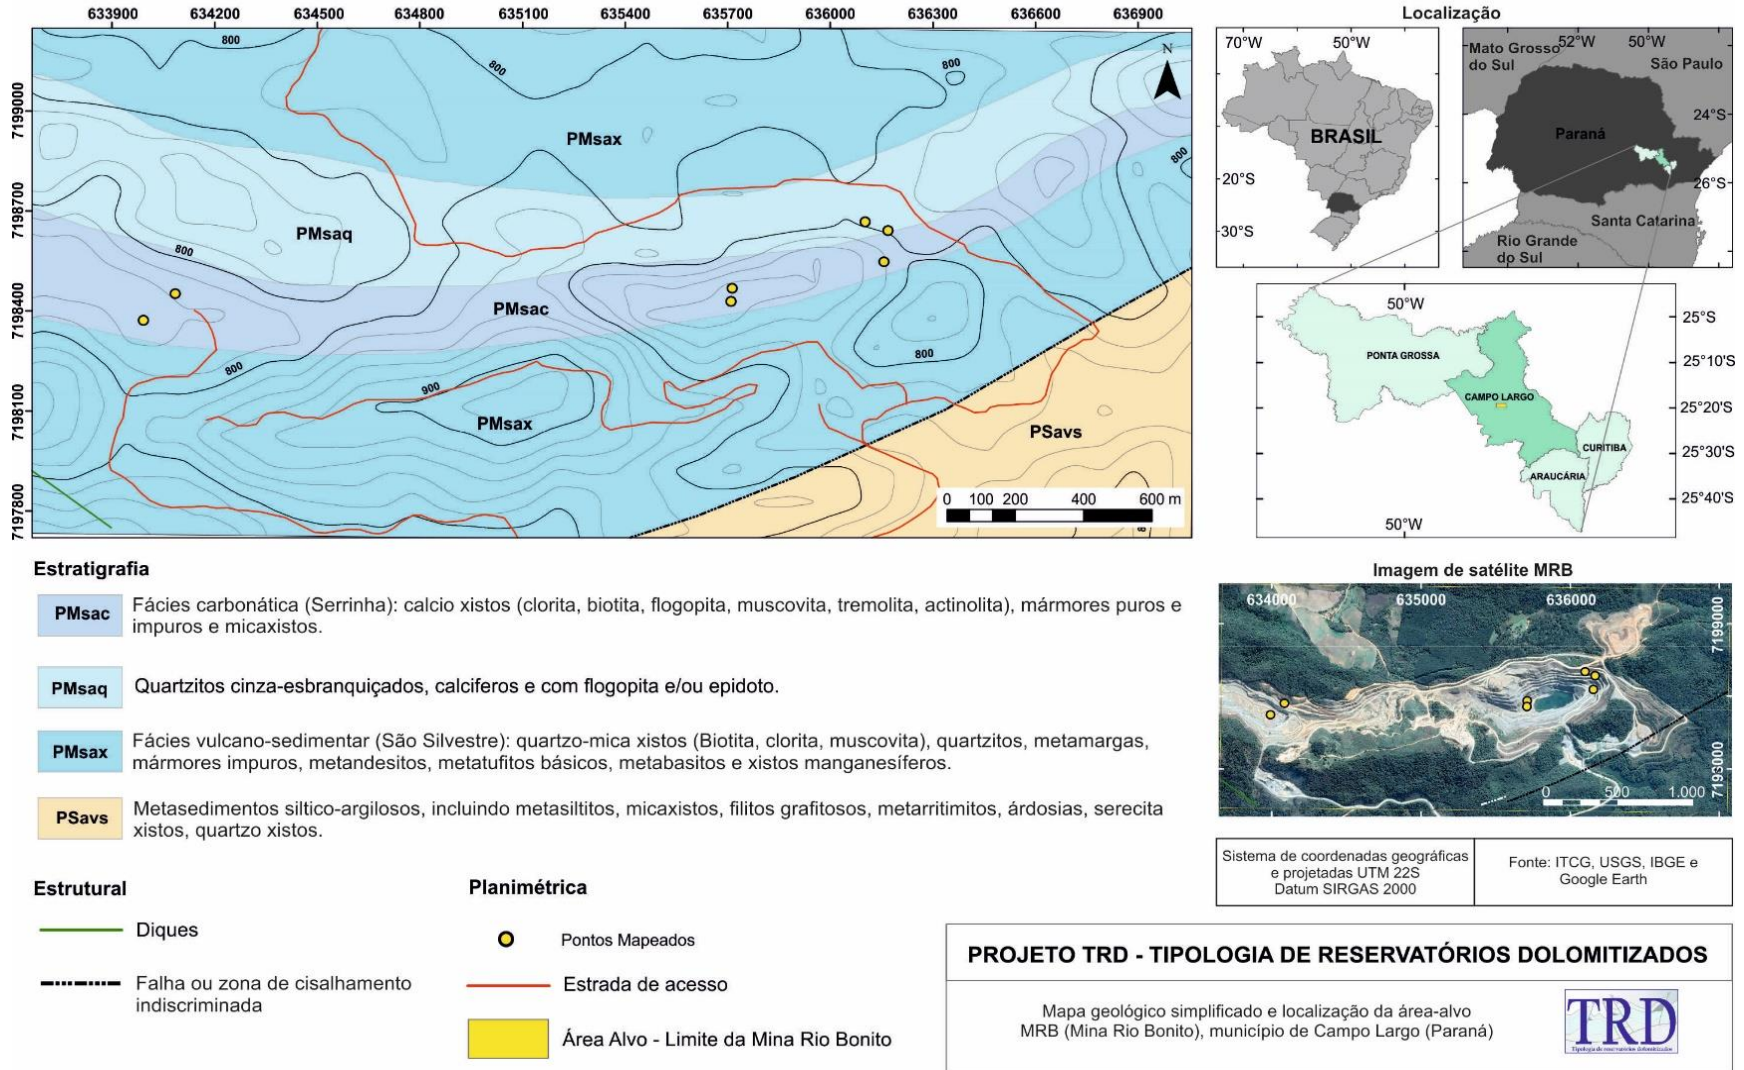 633900 634200 634500 634800 635100 635400 635700 636000 636300 636600 636900
7199000
7198700
7198400
7198100
7197800
800
800
800
800
800
800
800
900
N
PMsax
PMsaq
PMsac
PMsax
PSavs
0 100 200 400 600 m
Localização
70°W 50°W
BRASIL
20°S
30°S
Mato Grosso do Sul
52°W 50°W
São Paulo
24°S
Paraná
26°S
Santa Catarina
Rio Grande do Sul
50°W
25°S
25°10'S
25°20'S
25°30'S
25°40'S
PONTA GROSSA
CAMPO LARGO
CURITIBA
ARAUCÁRIA
50°W
Estratigrafia
PMsac
Fácies carbonática (Serrinha): calcio xistos (clorita, biotita, flogopita, muscovita, tremolita, actinolita), mármores puros e
impuros e micaxistos.
PMsaq
Quartzitos cinza-esbranquiçados, calciferos e com flogopita e/ou epidoto.
PMsax
Fácies vulcano-sedimentar (São Silvestre): quartzo-mica xistos (Biotita, clorita, muscovita), quartzitos, metamargas,
mármores impuros, metandesitos, metatufitos básicos, metabasitos e xistos manganesíferos.
PSavs
Metasedimentos siltico-argilosos, incluindo metasiltitos, micaxistos, filitos grafitosos, metarritimitos, árdosias, serecita
xistos, quartzo xistos.
Estrutural
Diques
Falha ou zona de cisalhamento
indiscriminada
Planimétrica
Pontos Mapeados
Estrada de acesso
Área Alvo - Limite da Mina Rio Bonito
Imagem de satélite MRB
634000 635000 636000
7199000
7193000
0 500 1.000
Sistema de coordenadas geográficas
e projetadas UTM 22S
Datum SIRGAS 2000
Fonte: ITCG, USGS, IBGE e
Google Earth
PROJETO TRD - TIPOLOGIA DE RESERVATÓRIOS DOLOMITIZADOS
Mapa geológico simplificado e localização da área-alvo
MRB (Mina Rio Bonito), município de Campo Largo (Paraná)
TRD
Tipologia de reservatórios dolomitizados